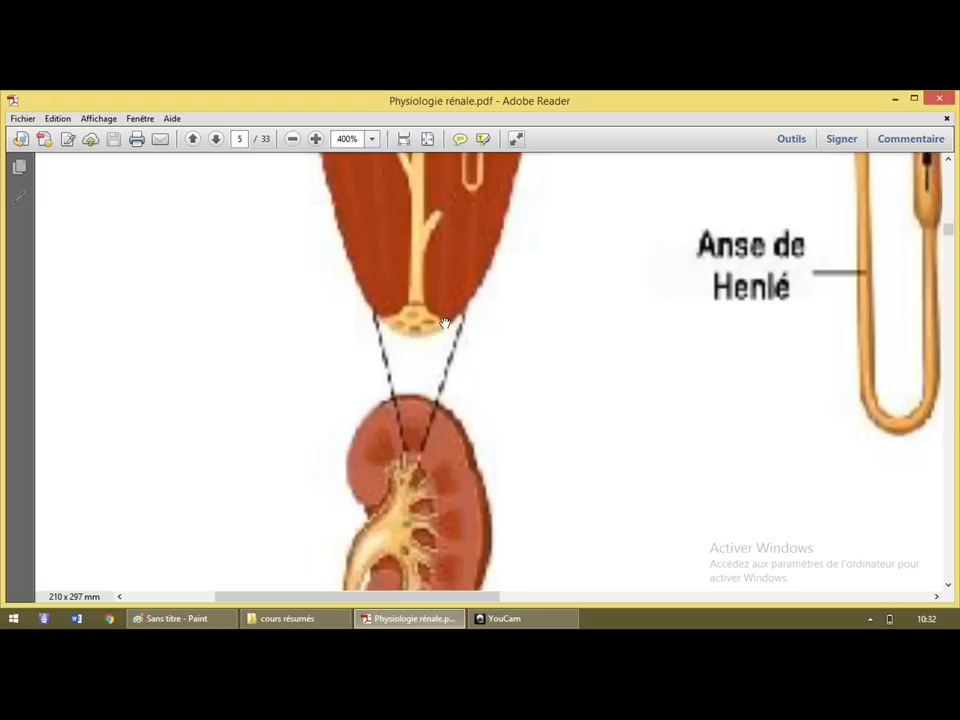 Physiologie rénale.pdf - Adobe Reader
Fichier Edition Affichage Fenêtre Aide
5 / 33 400% Outils Signer Commentaire
Anse de
Henlé
Activer Windows
Accédez aux paramètres de l'ordinateur pour
activer Windows.
210 x 297 mm
Sans titre - Paint cours résumés Physiologie rénale.p... YouCam 10:32